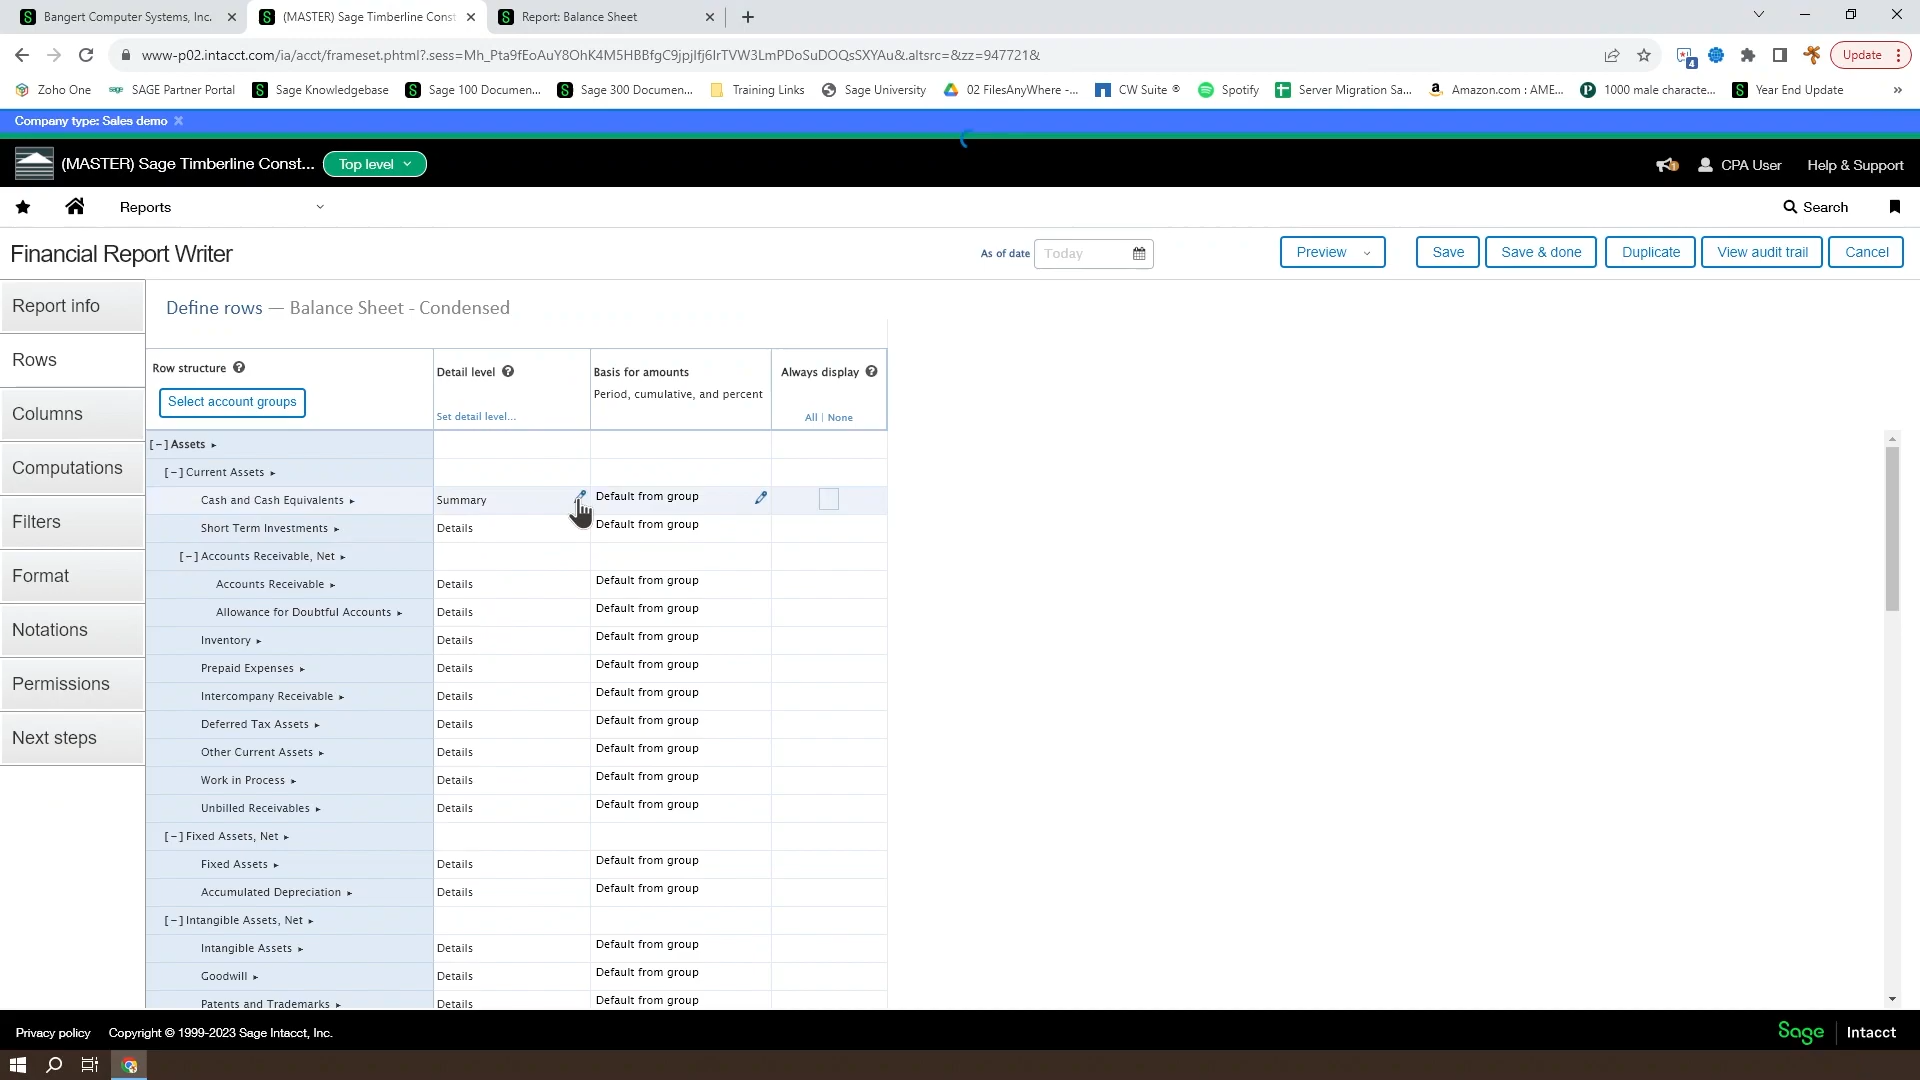 Bangert Computer Systems, Inc.
(MASTER) Sage Timberline Const
Report: Balance Sheet
www-p02.intacct.com/ia/acct/frameset.phtml?.sess=Mh_Pta9fEoAuY8OhK4M5HBBfgC9jpjIfj6IrTVW3LmPDoSuDOQsSXYAu&.altsrc=&zz=947721&
4
Update
Zoho One
SAGE Partner Portal
Sage Knowledgebase
Sage 100 Documen...
Sage 300 Documen...
Training Links
Sage University
02 FilesAnyWhere -...
CW Suite ®
Spotify
Server Migration Sa...
Amazon.com : AME...
1000 male characte...
Year End Update
»
Company type: Sales demo
(MASTER) Sage Timberline Const...
Top level
CPA User
Help & Support
Reports
Search
Financial Report Writer
As of date
Today
Preview
Save
Save & done
Duplicate
View audit trail
Cancel
Report info
Rows
Columns
Computations
Filters
Format
Notations
Permissions
Next steps
Define rows — Balance Sheet - Condensed
Row structure
Select account groups
Detail level
Set detail level...
Basis for amounts
Period, cumulative, and percent
Always display
All | None
[-] Assets
[-] Current Assets
Cash and Cash Equivalents Summary Default from group
Short Term Investments Details Default from group
[-] Accounts Receivable, Net
Accounts Receivable Details Default from group
Allowance for Doubtful Accounts Details Default from group
Inventory Details Default from group
Prepaid Expenses Details Default from group
Intercompany Receivable Details Default from group
Deferred Tax Assets Details Default from group
Other Current Assets Details Default from group
Work in Process Details Default from group
Unbilled Receivables Details Default from group
[-] Fixed Assets, Net
Fixed Assets Details Default from group
Accumulated Depreciation Details Default from group
[-] Intangible Assets, Net
Intangible Assets Details Default from group
Goodwill Details Default from group
Patents and Trademarks Details Default from group
Privacy policy Copyright © 1999-2023 Sage Intacct, Inc.
Sage Intacct